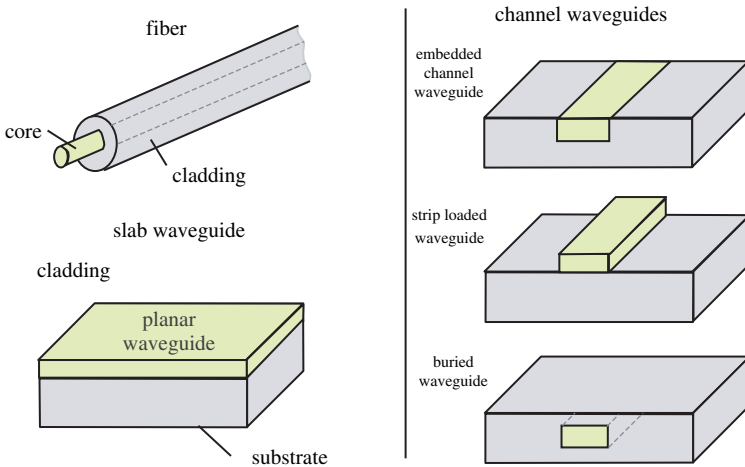 fiber
core
cladding
slab waveguide
cladding
planar
waveguide
substrate
channel waveguides
embedded
channel
waveguide
strip loaded
waveguide
buried
waveguide